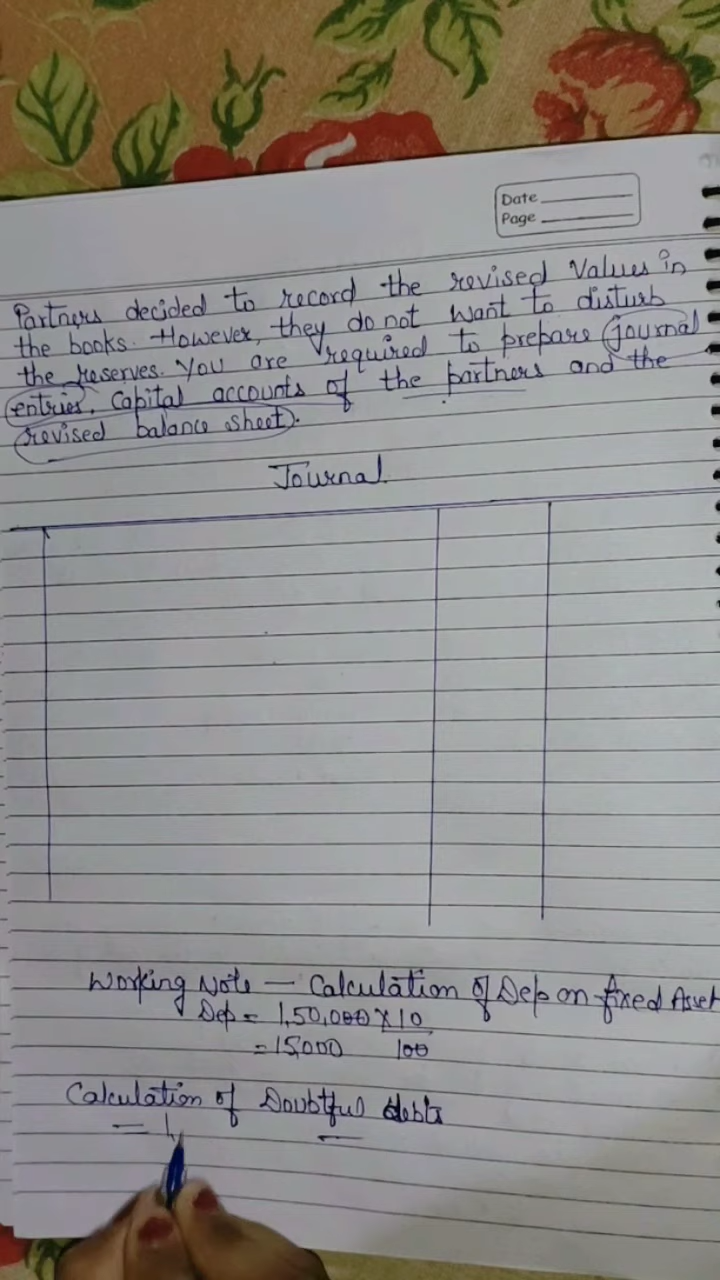 Date
Page
Partners decided to record the revised values in
the books. However, they do not want to disturb
the reserves. You are required to prepare journal
entries, Capital accounts of the partners and the
revised balance sheet.
Journal
Working Note — Calculation of Dep on fixed Asset
Dep = 1,50,000 × 10
= 15,000 100
Calculation of Doubtful debts
= 1